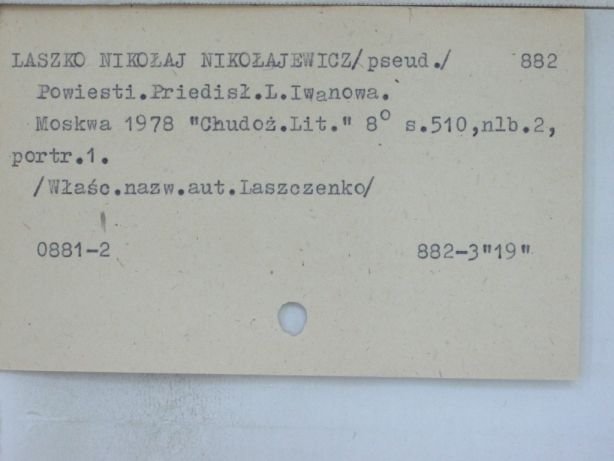 LASZKO NIKOŁAJ NIKOŁAJEWICZ/pseud./ 882
Powiesti.Priedisł.L.Iwanowa.
Moskwa 1978 "Chudoż.Lit." 8° s.510,nlb.2,
portr.1.
/Właśc.nazw.aut.Laszczenko/
0881-2 882-3"19"